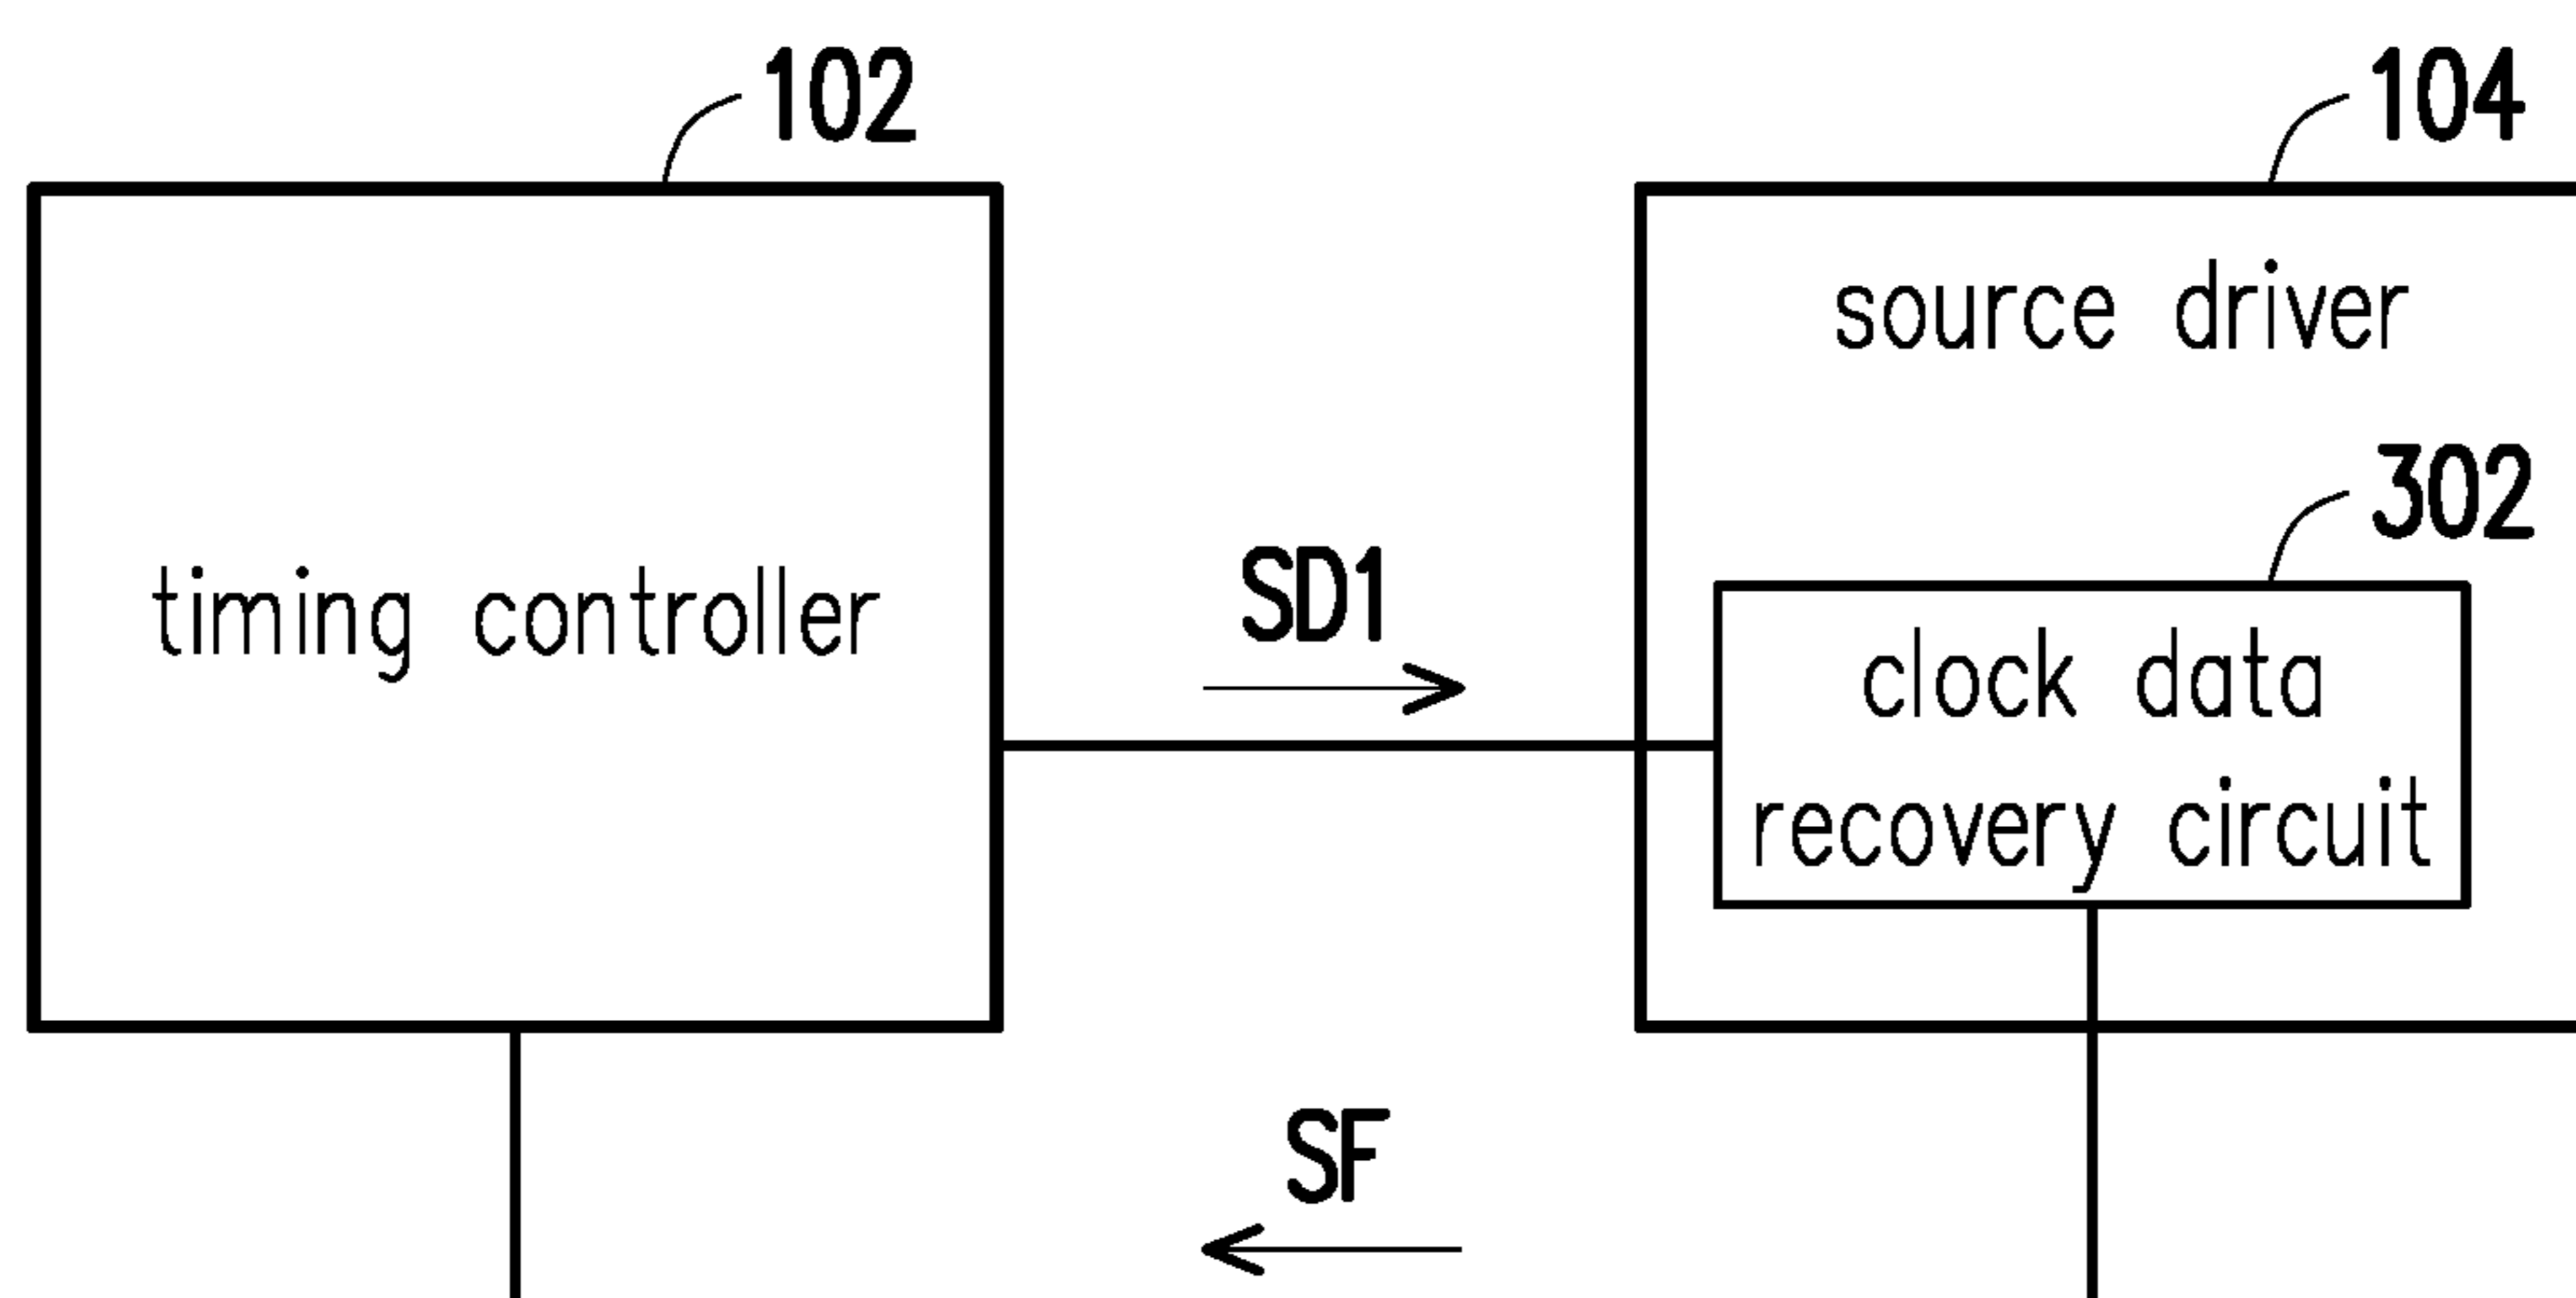 102
104
source driver
302
SD1
timing controller
clock data
recovery circuit
SF